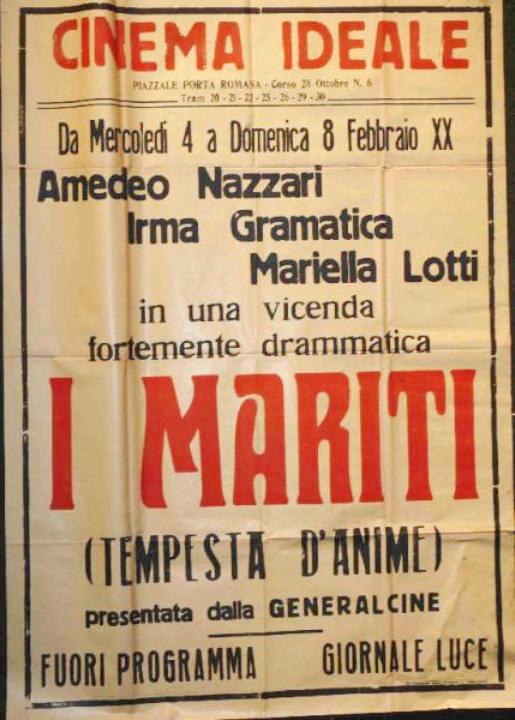 CINEMA IDEALE
PIAZZALE PORTA ROMANA - Corso 28 Ottobre N. 6
Tram 20 - 21 - 22 - 25 - 26 - 29 - 30
Da Mercoledì 4 a Domenica 8 Febbraio XX
Amedeo Nazzari
Irma Gramatica
Mariella Lotti
in una vicenda
fortemente drammatica
I MARITI
(TEMPESTA D'ANIME)
presentata dalla GENERALCINE
FUORI PROGRAMMA GIORNALE LUCE